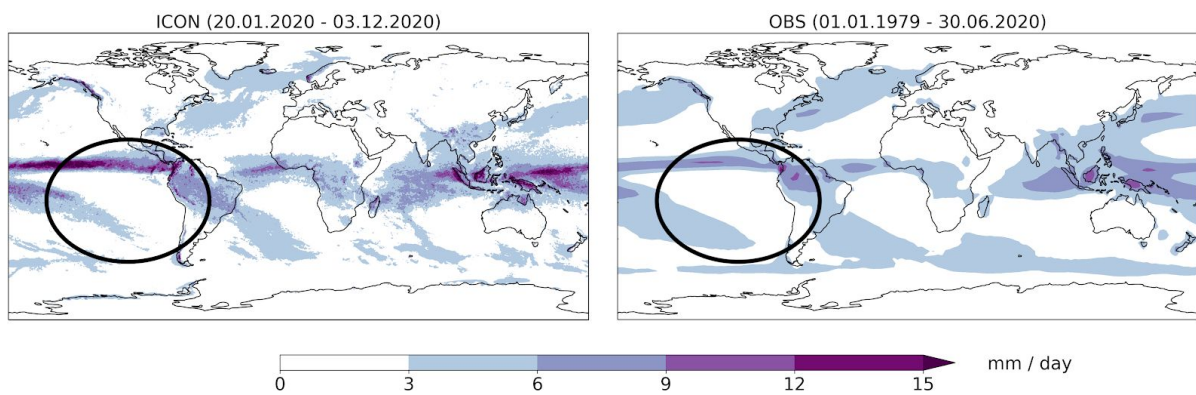 ICON (20.01.2020 - 03.12.2020)
OBS (01.01.1979 - 30.06.2020)
0 3 6 9 12 15 mm / day